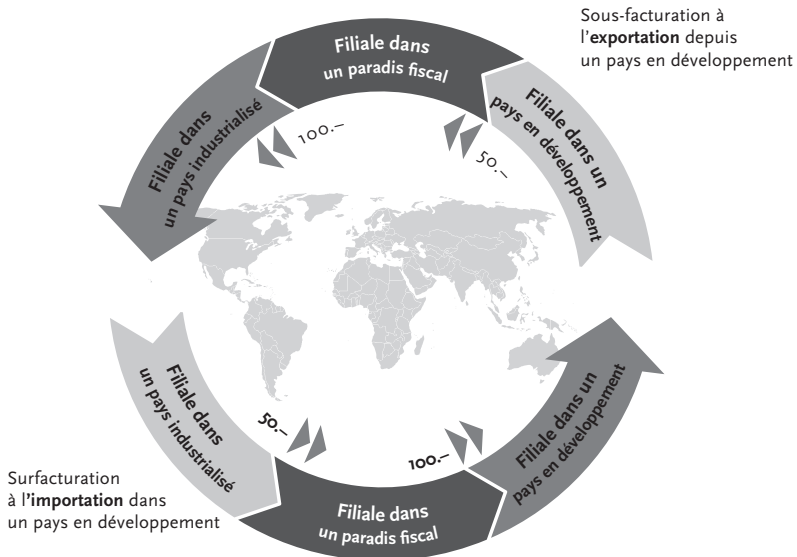 Sous-facturation à
l'exportation depuis
un pays en développement
Filiale dans
un paradis fiscal
Filiale dans
un pays industrialisé
Filiale dans un
pays en développement
100.–
50.–
50.–
100.–
Filiale dans
un pays industrialisé
Filiale dans un
pays en développement
Surfacturation
à l'importation dans
un pays en développement
Filiale dans
un paradis fiscal